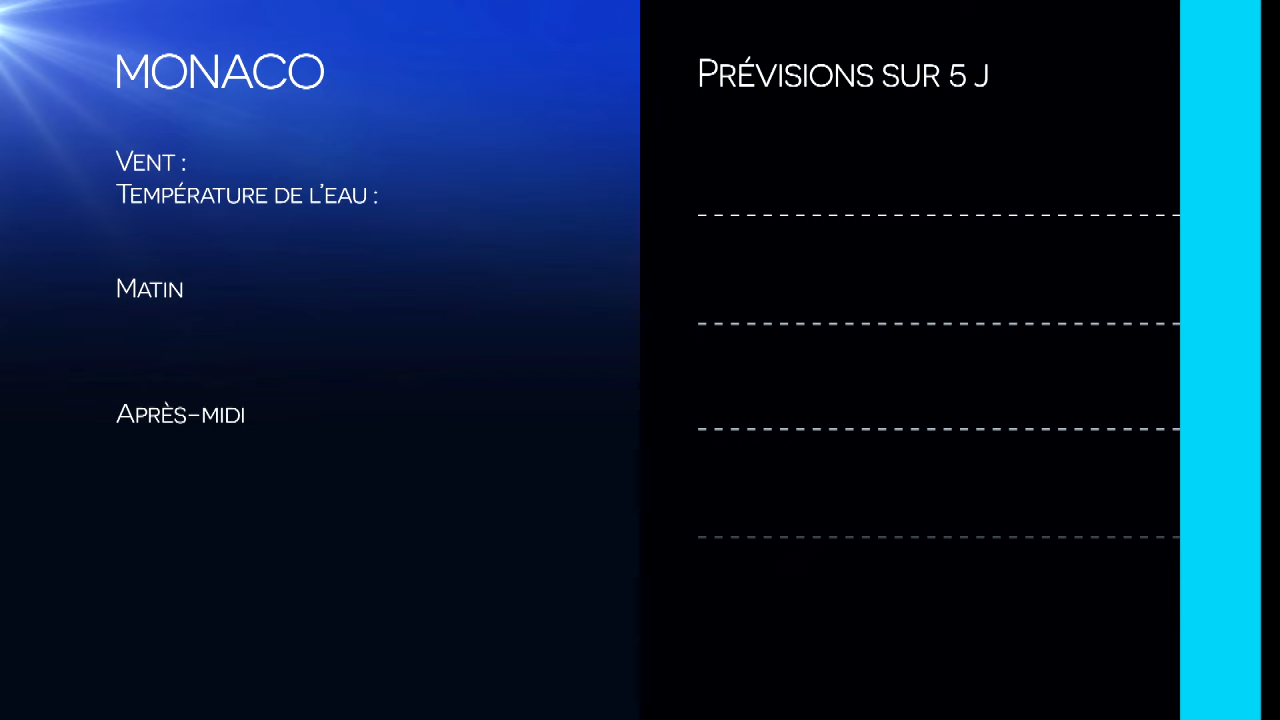 MONACO
VENT :
TEMPÉRATURE DE L'EAU :
MATIN
APRÈS-MIDI
PRÉVISIONS SUR 5 J